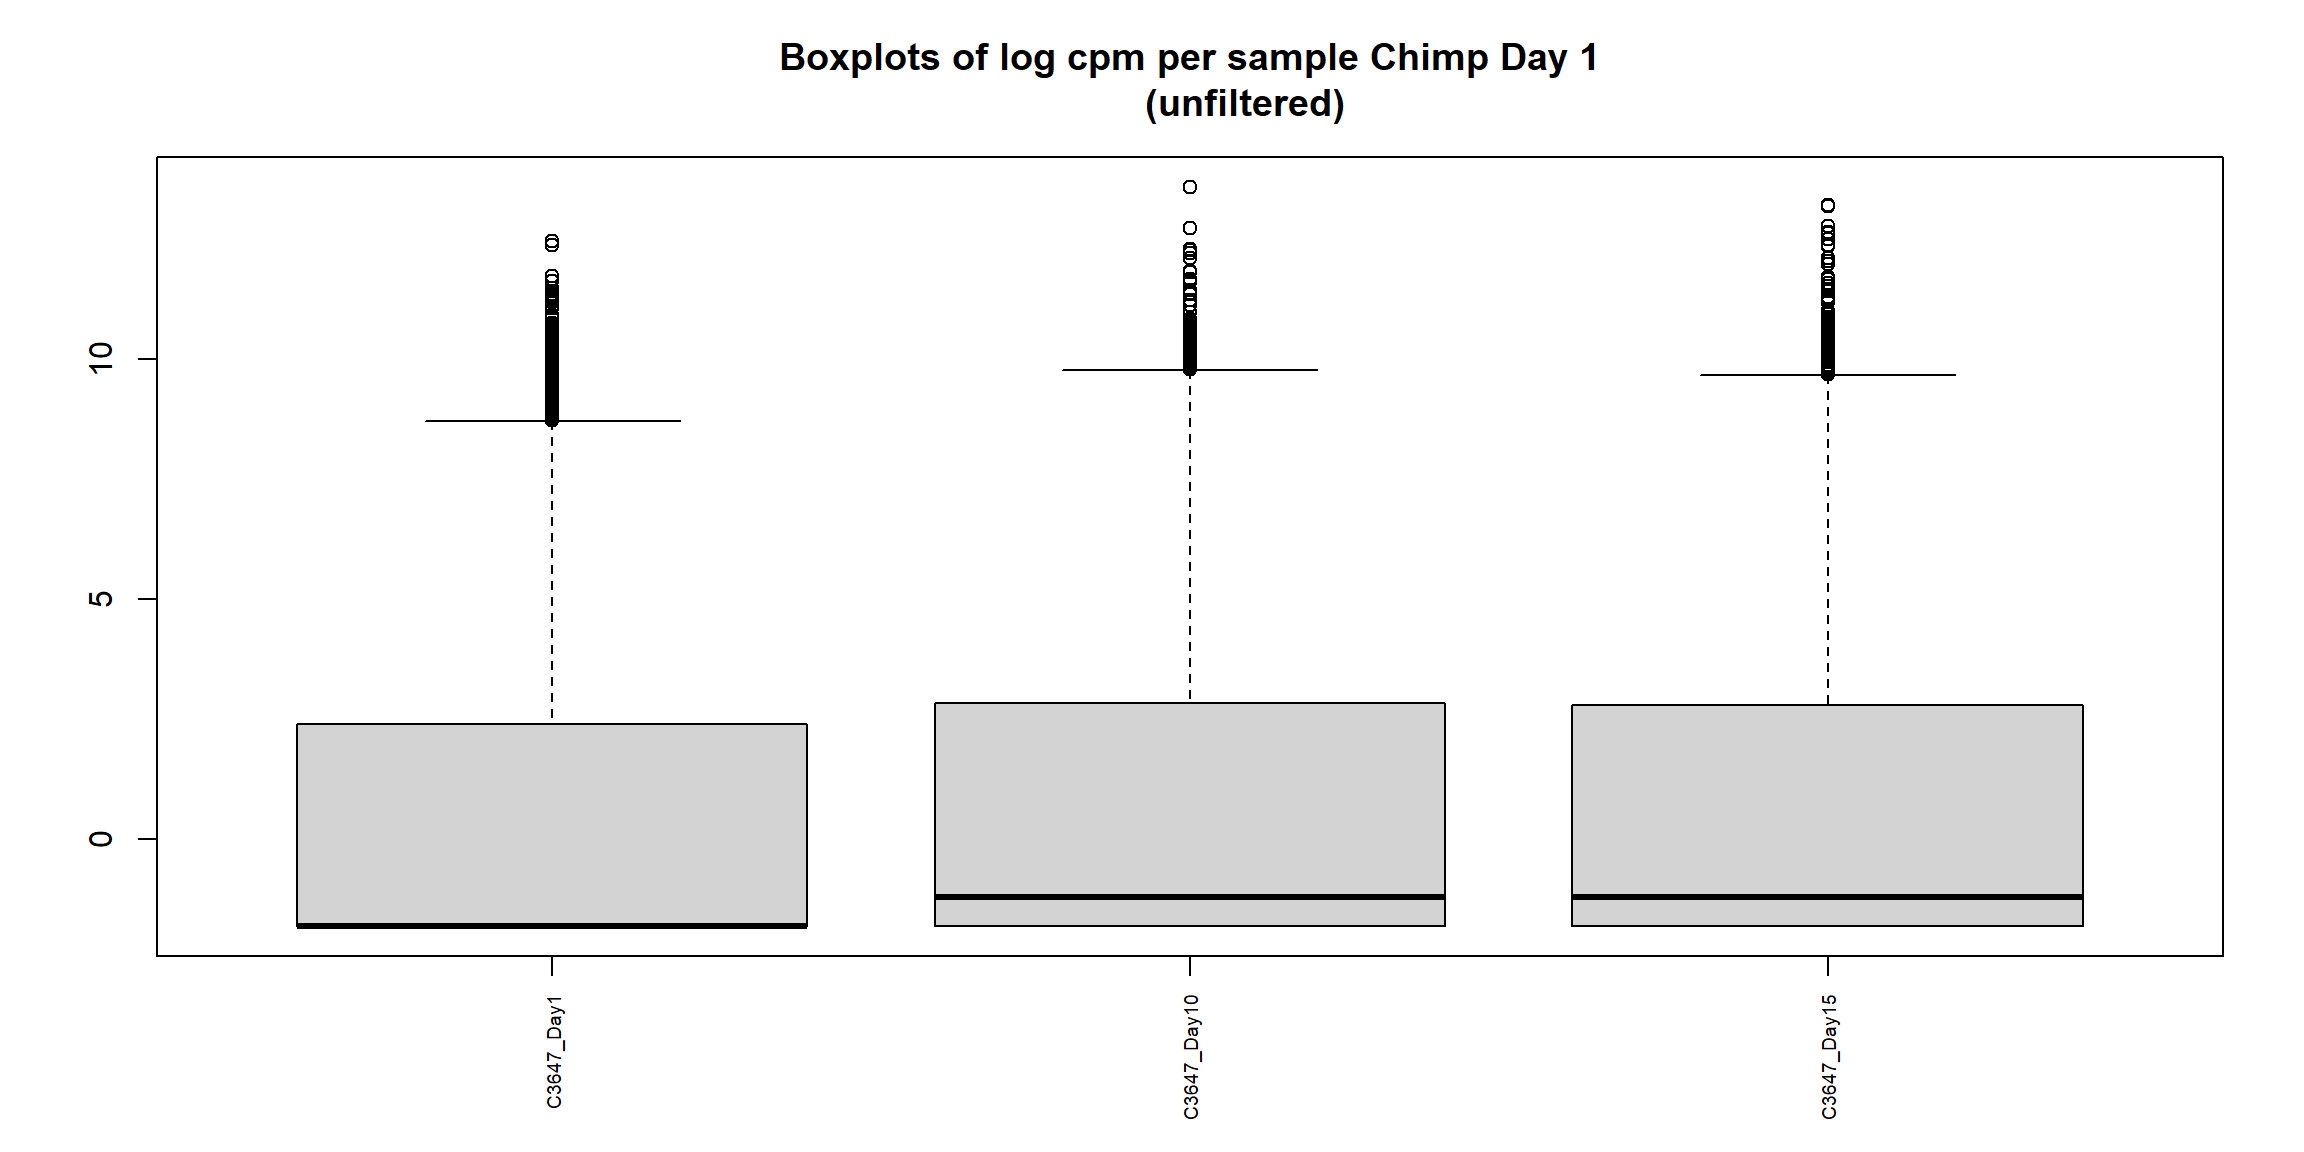 Boxplots of log cpm per sample Chimp Day 1
(unfiltered)
10
5
0
C3647_Day1
C3647_Day10
C3647_Day15